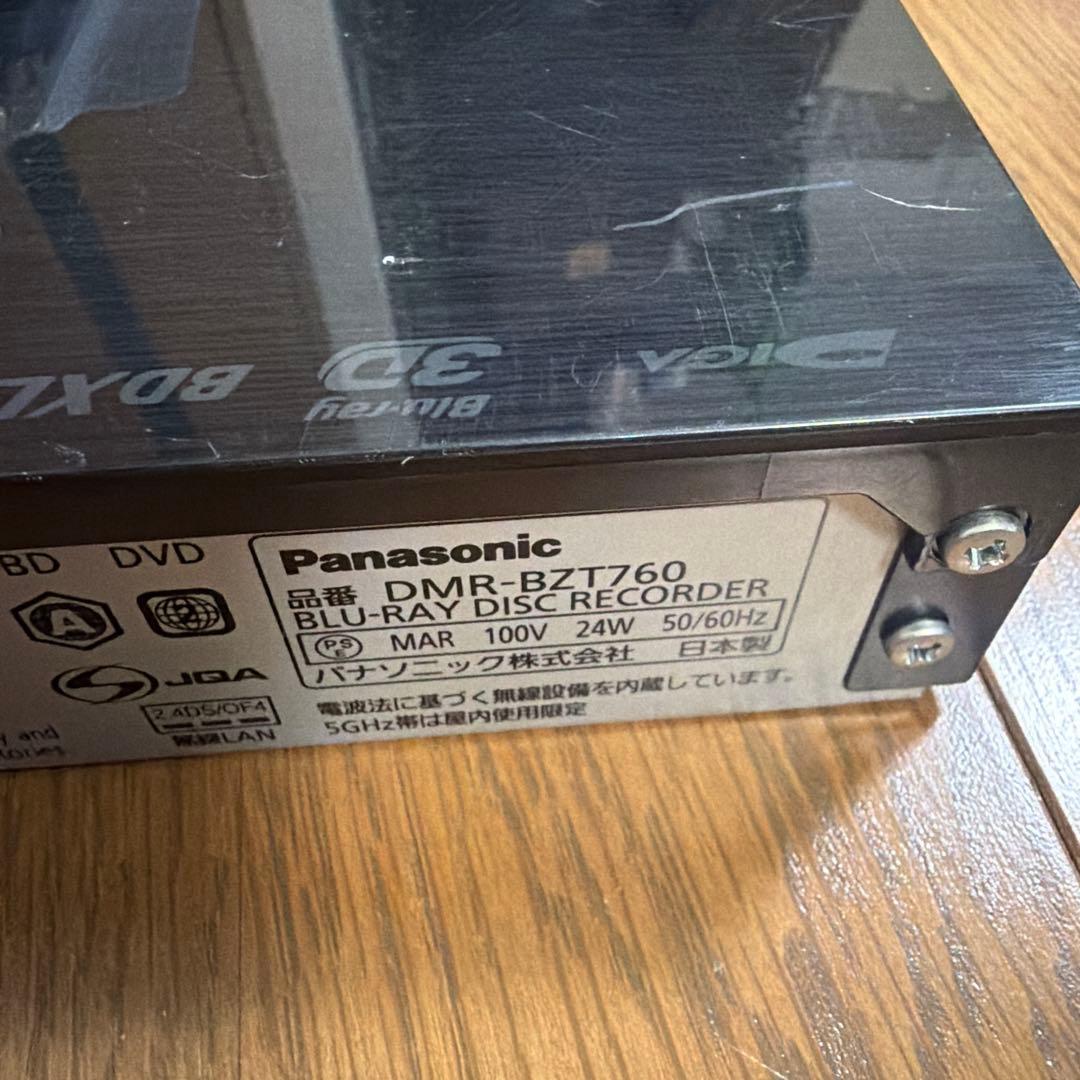 BDXL
Blu-ray 3D
DIGA
BD DVD
A
2
JQA
2.4DS/OF4
無線LAN
y and
tories
Panasonic
品番 DMR-BZT760
BLU-RAY DISC RECORDER
PS E MAR 100V 24W 50/60Hz
パナソニック株式会社 日本製
電波法に基づく無線設備を内蔵しています。
5GHz帯は屋内使用限定